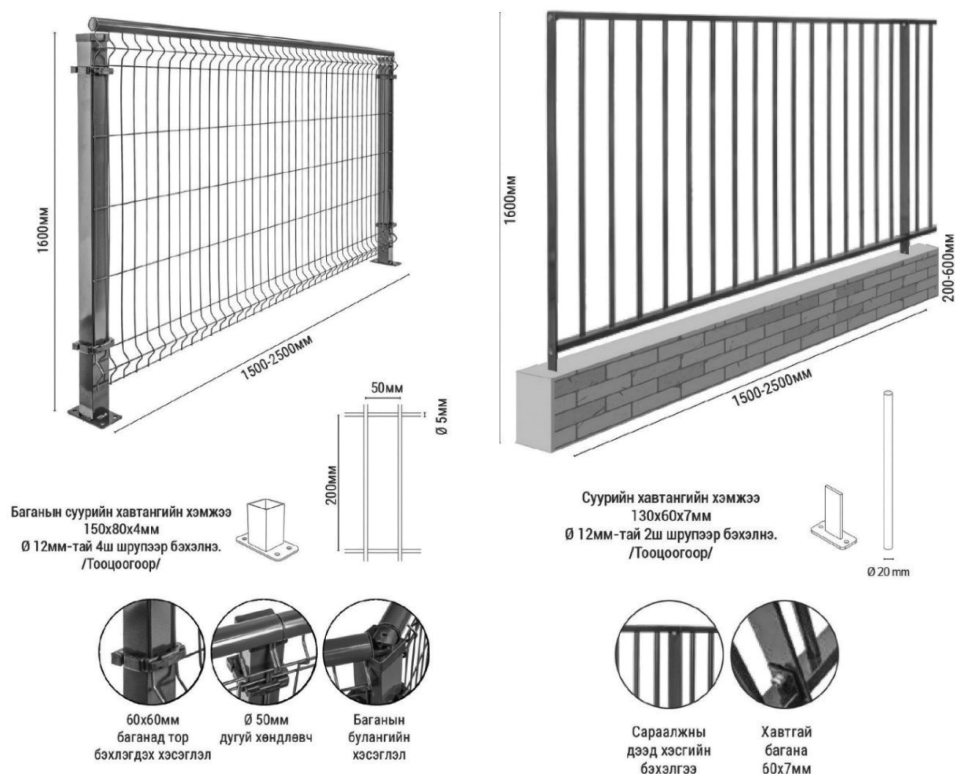 1600мм
1500-2500мм
50мм
Ø 5мм
200мм
Баганын суурийн хавтангийн хэмжээ
150x80x4мм
Ø 12мм-тай 4ш шрупээр бэхэлнэ.
/Тооцоогоор/
60x60мм
баганад тор
бэхлэгдэх хэсэглэл
Ø 50мм
дугуй хөндлөвч
Баганын
булангийн
хэсэглэл
1600мм
200-600мм
1500-2500мм
Суурийн хавтангийн хэмжээ
130x60x7мм
Ø 12мм-тай 2ш шрупээр бэхэлнэ.
/Тооцоогоор/
Ø 20 mm
Сараалжны
дээд хэсгийн
бэхэлгээ
Хавтгай
багана
60x7мм